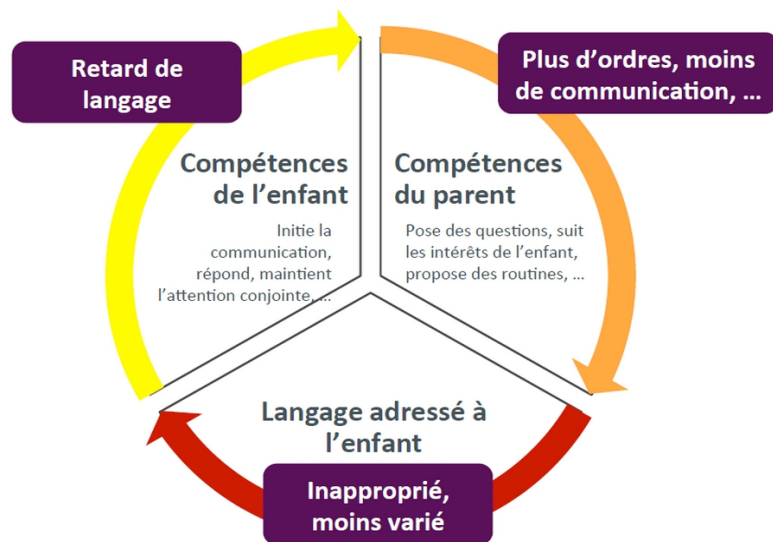 Retard de
langage
Plus d'ordres, moins
de communication, ...
Compétences
de l'enfant
Initie la
communication,
répond, maintient
l'attention conjointe, ...
Compétences
du parent
Pose des questions, suit
les intérêts de l'enfant,
propose des routines, ...
Langage adressé à
l'enfant
Inapproprié,
moins varié